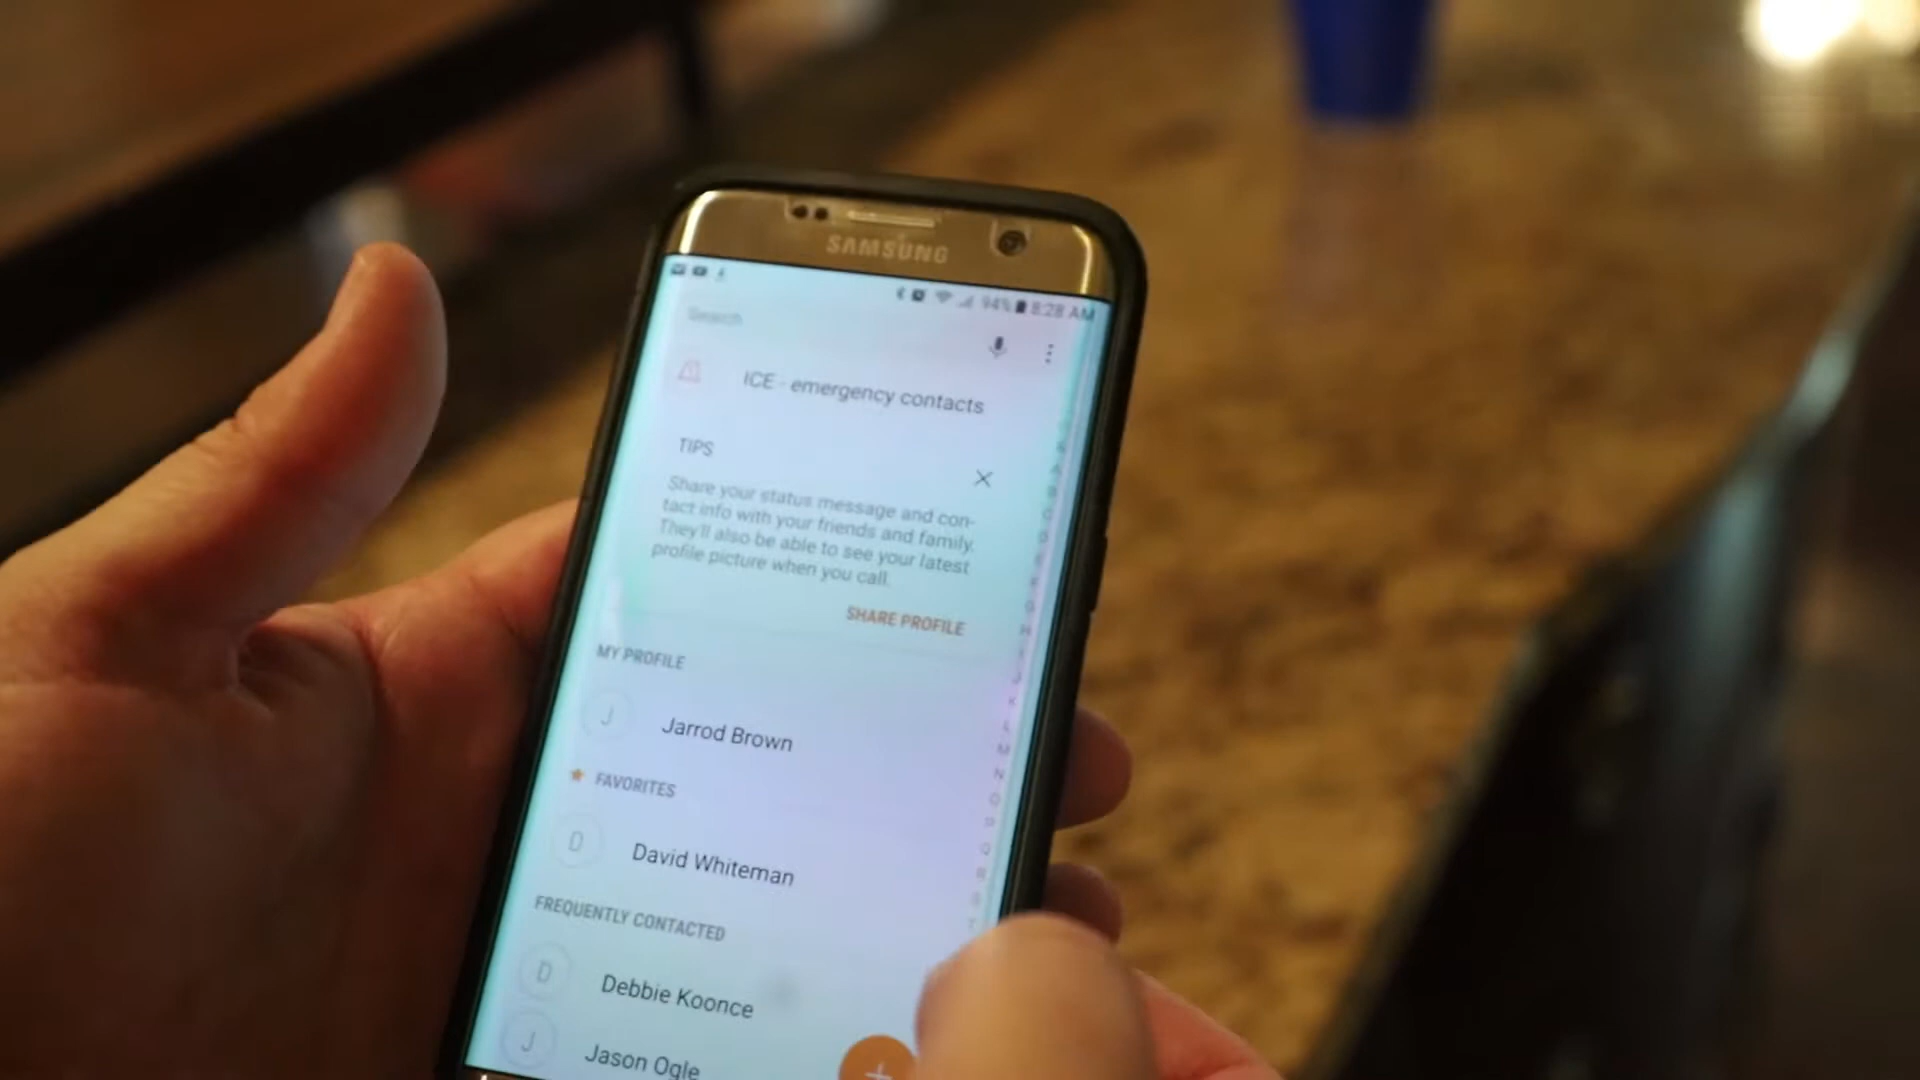 SAMSUNG
94% 8:28 AM
Search
ICE - emergency contacts
TIPS
Share your status message and con-
tact info with your friends and family.
They'll also be able to see your latest
profile picture when you call.
SHARE PROFILE
MY PROFILE
J Jarrod Brown
FAVORITES
D David Whiteman
FREQUENTLY CONTACTED
D Debbie Koonce
J Jason Ogle
H
J
K
L
M
N
O
P
Q
R
S
T